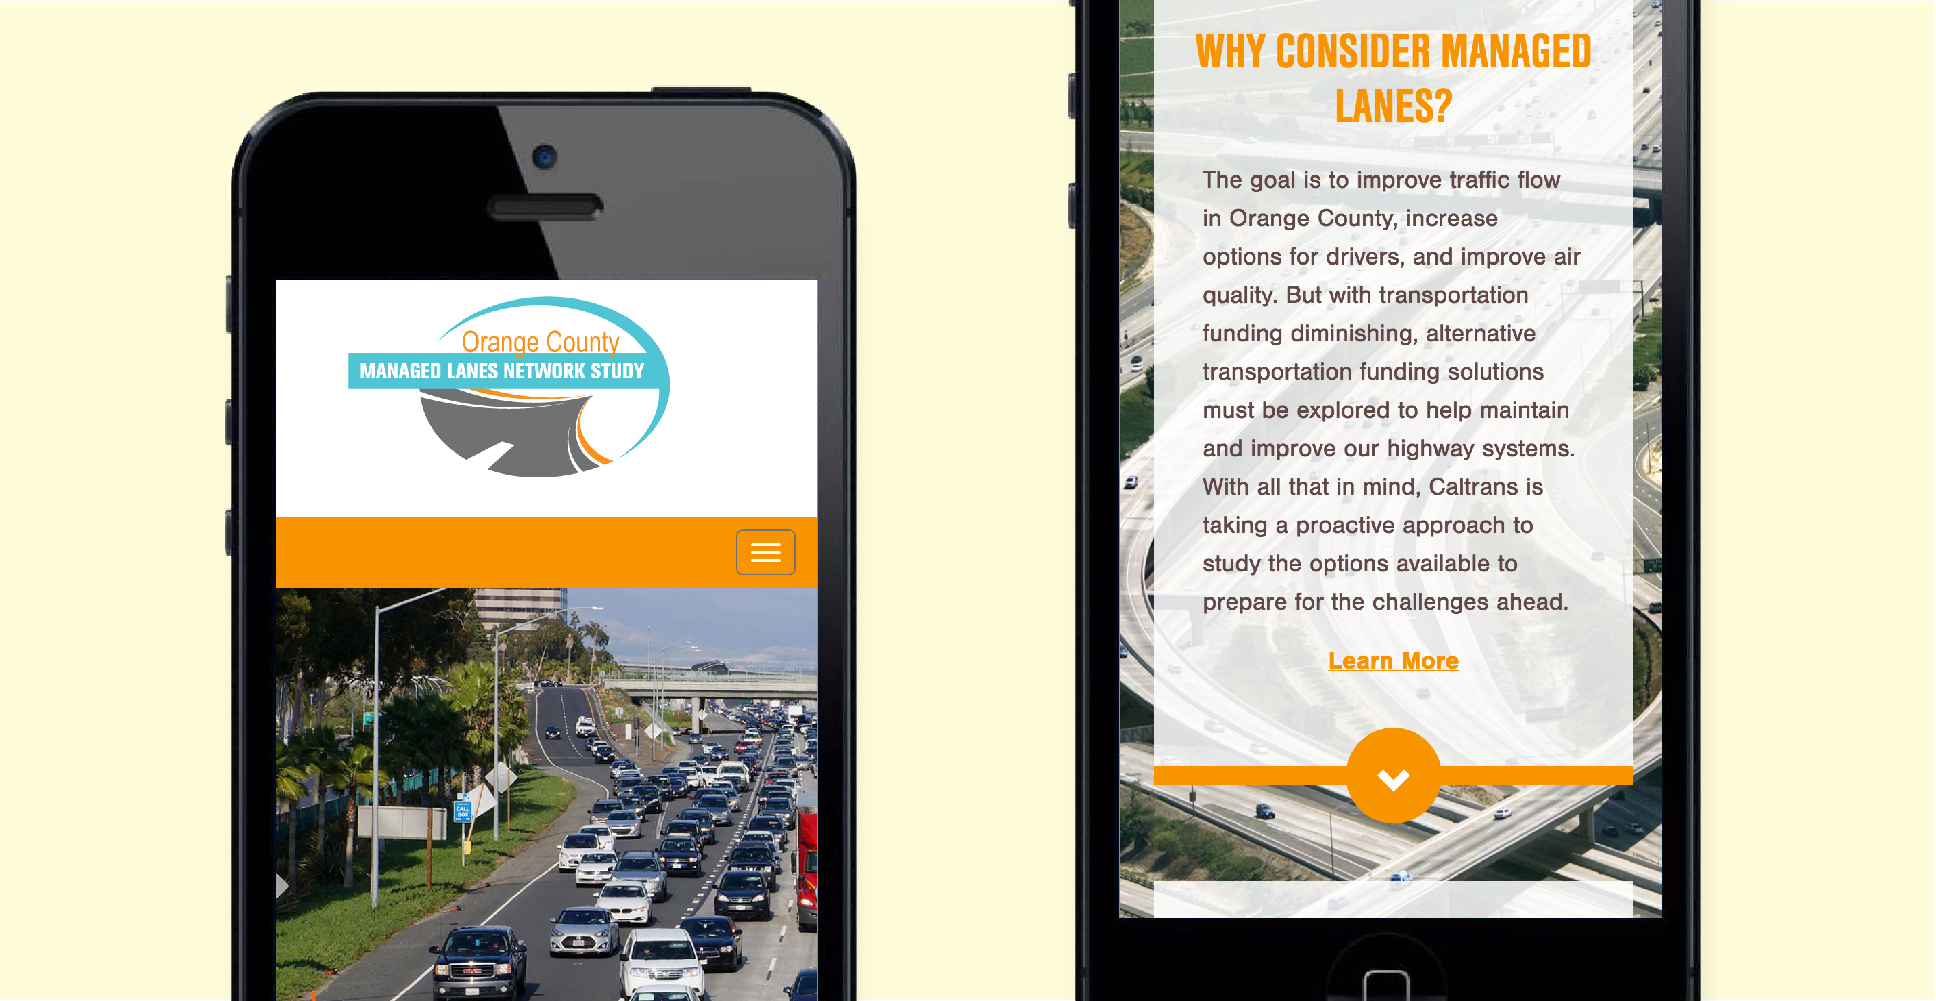 Orange County
MANAGED LANES NETWORK STUDY
CALL
BOX
WHY CONSIDER MANAGED
LANES?
The goal is to improve traffic flow
in Orange County, increase
options for drivers, and improve air
quality. But with transportation
funding diminishing, alternative
transportation funding solutions
must be explored to help maintain
and improve our highway systems.
With all that in mind, Caltrans is
taking a proactive approach to
study the options available to
prepare for the challenges ahead.
Learn More